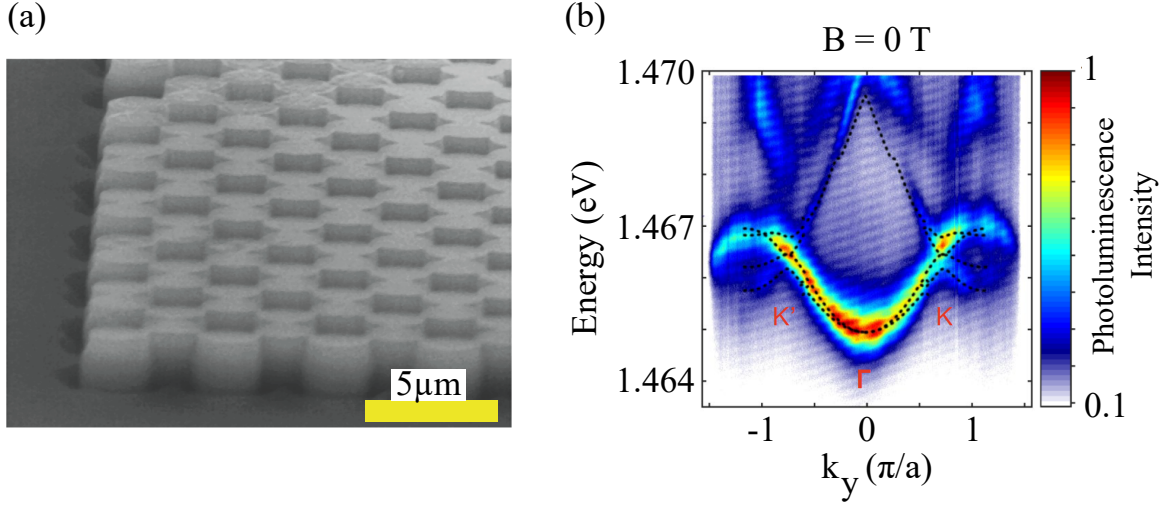 (a)
5μm
(b)
B = 0 T
1.470
1.467
1.464
Energy (eV)
K'
K
Γ
-1
0
1
k_y (π/a)
1
0.1
Photoluminescence
Intensity